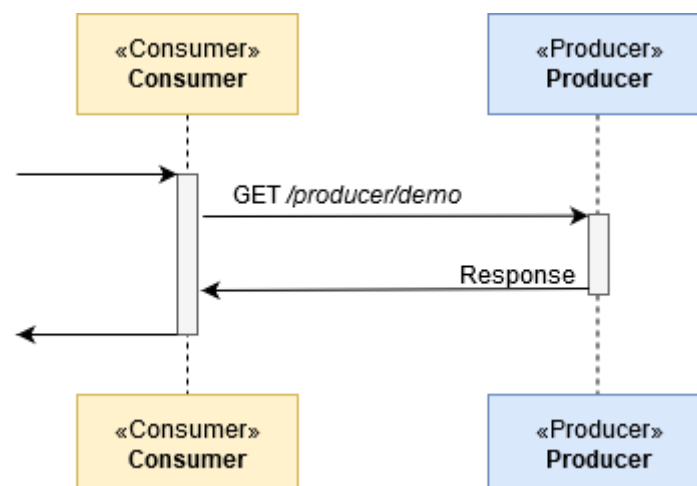 «Consumer»
Consumer
«Producer»
Producer
GET /producer/demo
Response
«Consumer»
Consumer
«Producer»
Producer